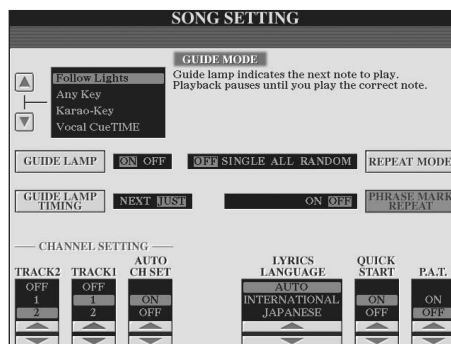 SONG SETTING
GUIDE MODE
Follow Lights
Any Key
Karao-Key
Vocal CueTIME
Guide lamp indicates the next note to play.
Playback pauses until you play the correct note.
GUIDE LAMP ON OFF OFF SINGLE ALL RANDOM REPEAT MODE
GUIDE LAMP
TIMING
NEXT JUST ON OFF
PHRASE MARK
REPEAT
CHANNEL SETTING
TRACK2 TRACK1 AUTO
CH SET
LYRICS
LANGUAGE
QUICK
START
P.A.T.
OFF OFF AUTO
1 1 ON INTERNATIONAL ON ON
2 2 OFF JAPANESE OFF OFF